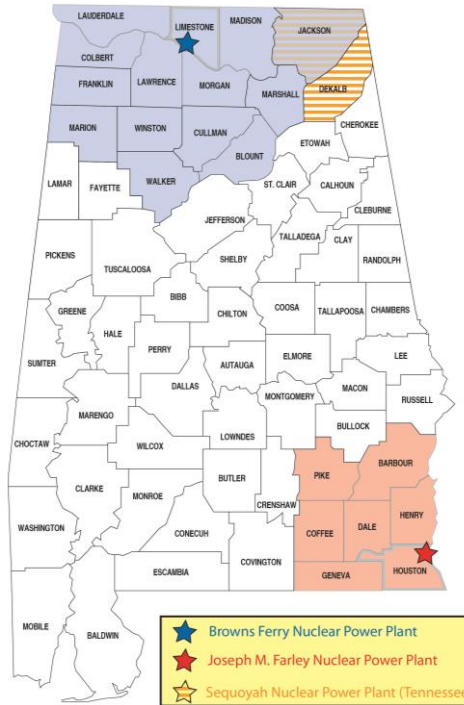 LAUDERDALE
LIMESTONE
MADISON
JACKSON
COLBERT
FRANKLIN
LAWRENCE
MORGAN
MARSHALL
DEKALB
CHEROKEE
MARION
WINSTON
CULLMAN
BLOUNT
ETOWAH
LAMAR
FAYETTE
WALKER
ST. CLAIR
CALHOUN
CLEBURNE
JEFFERSON
TALLADEGA
CLAY
RANDOLPH
PICKENS
TUSCALOOSA
SHELBY
BIBB
CHILTON
COOSA
TALLAPOOSA
CHAMBERS
GREENE
HALE
PERRY
AUTAUGA
ELMORE
LEE
SUMTER
DALLAS
MONTGOMERY
MACON
RUSSELL
MARENGO
LOWNDES
BULLOCK
CHOCTAW
WILCOX
BUTLER
CRENSHAW
PIKE
BARBOUR
CLARKE
MONROE
COFFEE
DALE
HENRY
WASHINGTON
CONECUH
COVINGTON
GENEVA
HOUSTON
ESCAMBIA
MOBILE
BALDWIN
Browns Ferry Nuclear Power Plant
Joseph M. Farley Nuclear Power Plant
Sequoyah Nuclear Power Plant (Tennessee